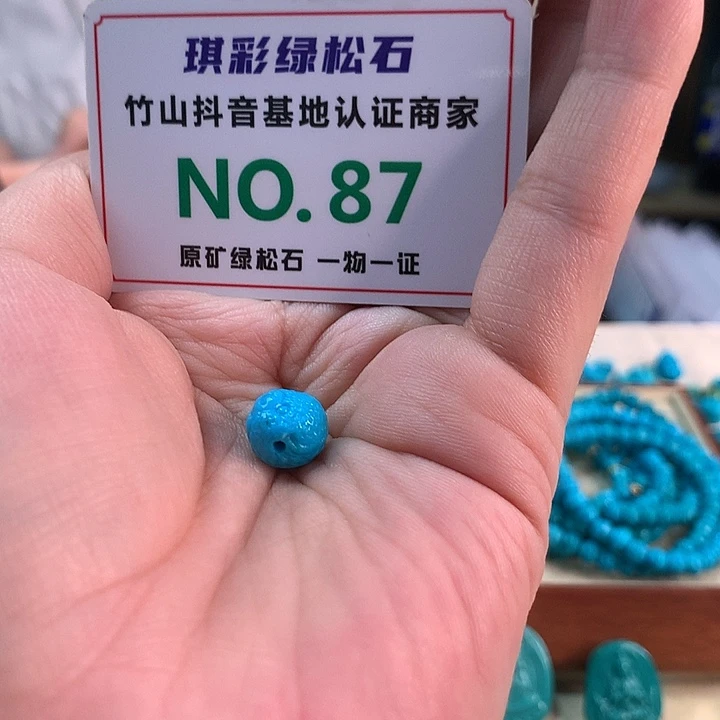 琪彩绿松石
竹山抖音基地认证商家
NO.87
原矿绿松石 一物一证